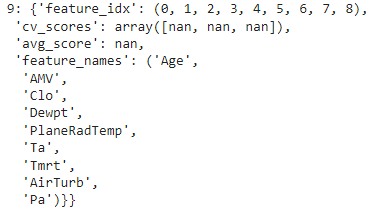 9: {'feature_idx': (0, 1, 2, 3, 4, 5, 6, 7, 8),
'cv_scores': array([nan, nan, nan]),
'avg_score': nan,
'feature_names': ('Age',
'AMV',
'Clo',
'Dewpt',
'PlaneRadTemp',
'Ta',
'Tmrt',
'AirTurb',
'Pa')}}